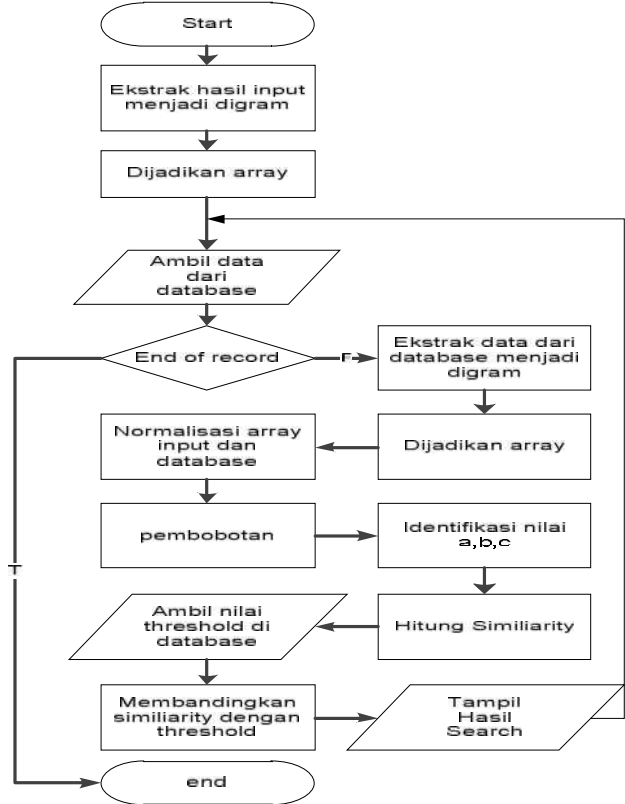 Start
Ekstrak hasil input
menjadi digram
Dijadikan array
Ambil data
dari
database
End of record
F
Ekstrak data dari
database menjadi
digram
Dijadikan array
Normalisasi array
input dan
database
pembobotan
Identifikasi nilai
a,b,c
T
Hitung Similiarity
Ambil nilai
threshold di
database
Membandingkan
similiarity dengan
threshold
Tampil
Hasil
Search
end